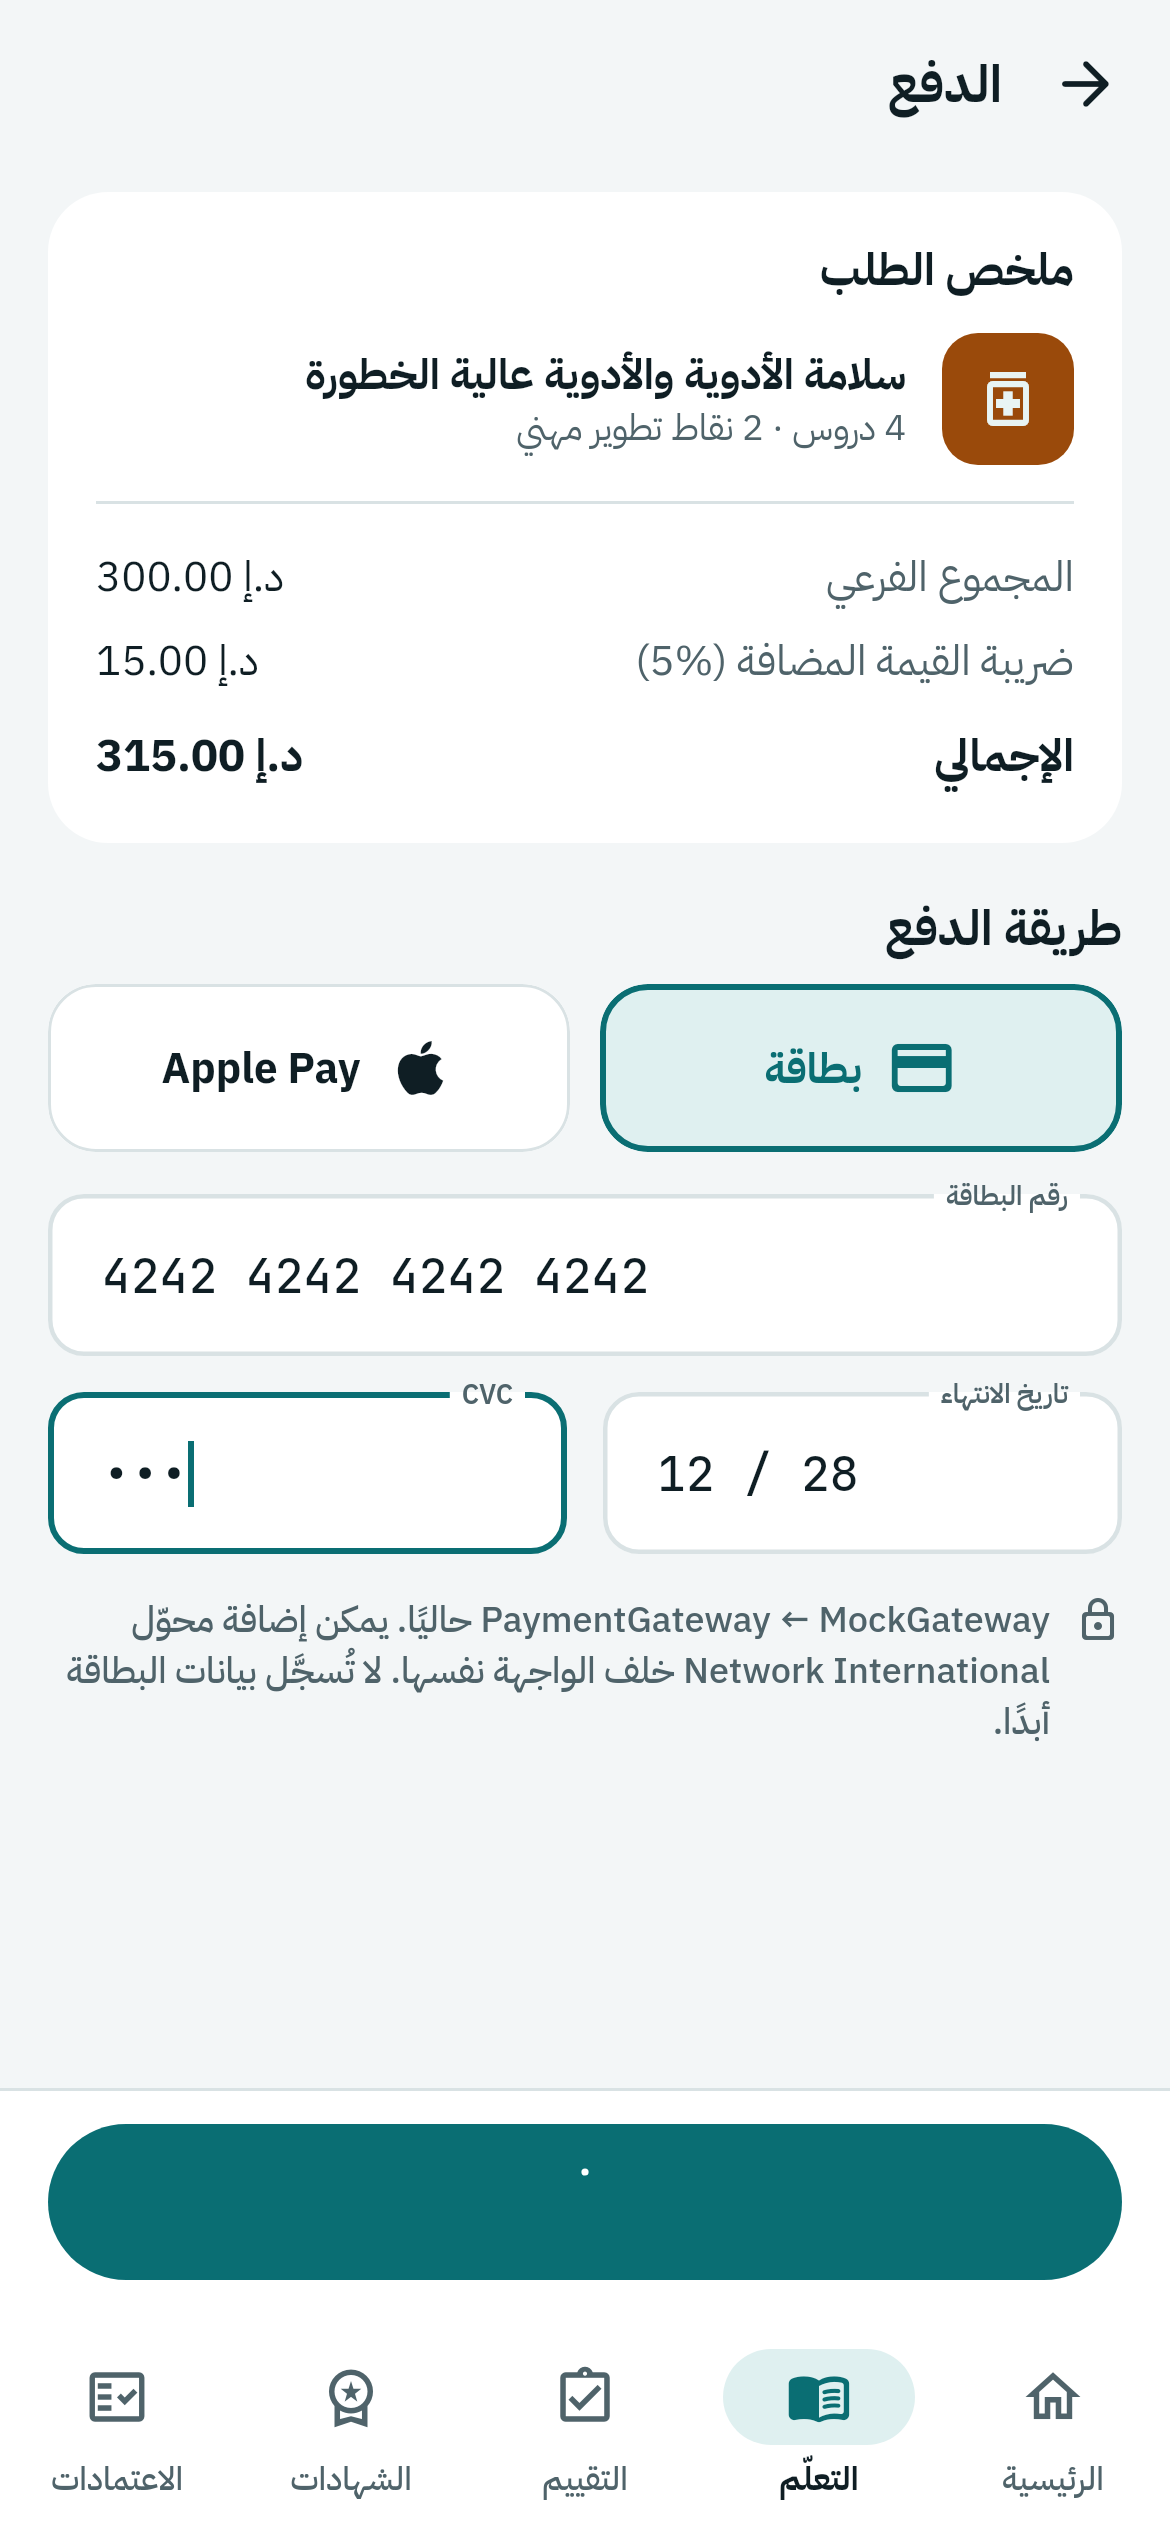 الدفع
ملخص الطلب
سلامة الأدوية والأدوية عالية الخطورة
4 دروس · 2 نقاط تطوير مهني
المجموع الفرعي
د.إ 300.00
ضريبة القيمة المضافة (5%)
د.إ 15.00
الإجمالي
د.إ 315.00
طريقة الدفع
بطاقة
Apple Pay
رقم البطاقة
4242 4242 4242 4242
تاريخ الانتهاء
12 / 28
CVC
•••
PaymentGateway ← MockGateway حاليًا. يمكن إضافة محوّل
Network International خلف الواجهة نفسها. لا تُسجَّل بيانات البطاقة
أبدًا.
الرئيسية
التعلّم
التقييم
الشهادات
الاعتمادات